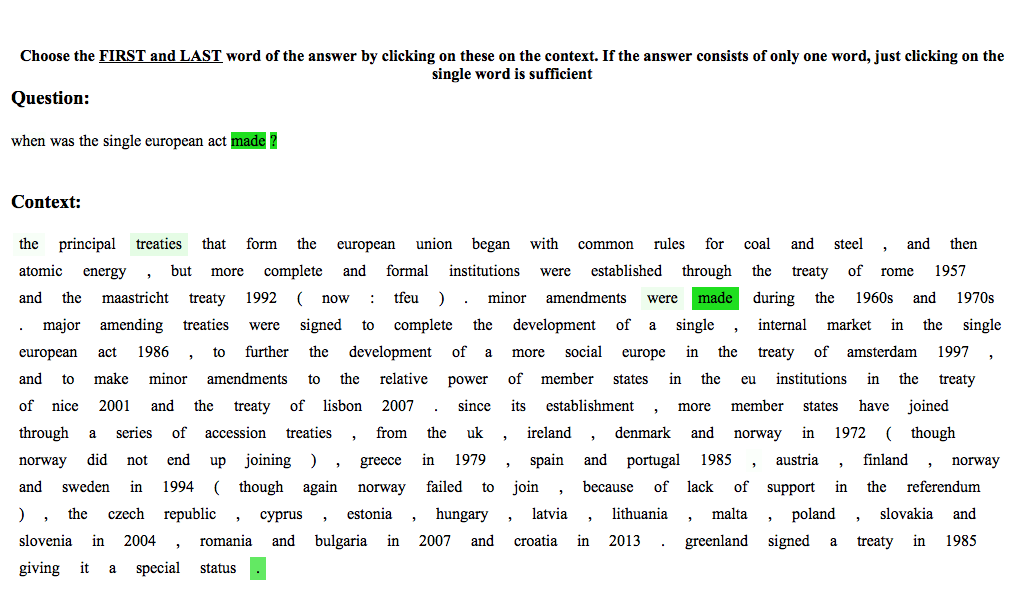 Choose the FIRST and LAST word of the answer by clicking on these on the context. If the answer consists of only one word, just clicking on the
single word is sufficient
Question:
when was the single european act made ?
Context:
the principal treaties that form the european union began with common rules for coal and steel , and then
atomic energy , but more complete and formal institutions were established through the treaty of rome 1957
and the maastricht treaty 1992 ( now : tfeu ) . minor amendments were made during the 1960s and 1970s
. major amending treaties were signed to complete the development of a single , internal market in the single
european act 1986 , to further the development of a more social europe in the treaty of amsterdam 1997 ,
and to make minor amendments to the relative power of member states in the eu institutions in the treaty
of nice 2001 and the treaty of lisbon 2007 . since its establishment , more member states have joined
through a series of accession treaties , from the uk , ireland , denmark and norway in 1972 ( though
norway did not end up joining ) , greece in 1979 , spain and portugal 1985 , austria , finland , norway
and sweden in 1994 ( though again norway failed to join , because of lack of support in the referendum
) , the czech republic , cyprus , estonia , hungary , latvia , lithuania , malta , poland , slovakia and
slovenia in 2004 , romania and bulgaria in 2007 and croatia in 2013 . greenland signed a treaty in 1985
giving it a special status .